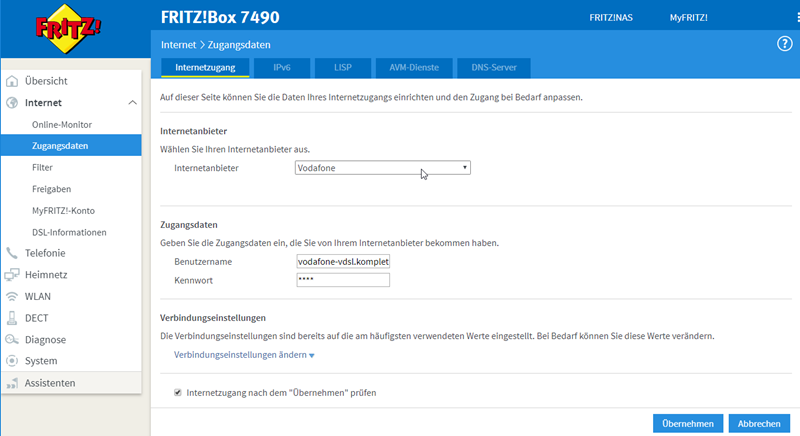 FRITZ!
FRITZ!Box 7490
FRITZ!NAS
MyFRITZ!
Internet > Zugangsdaten
?
Internetzugang
IPv6
LISP
AVM-Dienste
DNS-Server
Übersicht
Internet
Online-Monitor
Zugangsdaten
Filter
Freigaben
MyFRITZ!-Konto
DSL-Informationen
Telefonie
Heimnetz
WLAN
DECT
Diagnose
System
Assistenten
Auf dieser Seite können Sie die Daten Ihres Internetzugangs einrichten und den Zugang bei Bedarf anpassen.
Internetanbieter
Wählen Sie Ihren Internetanbieter aus.
Internetanbieter
Vodafone
Zugangsdaten
Geben Sie die Zugangsdaten ein, die Sie von Ihrem Internetanbieter bekommen haben.
Benutzername
vodafone-vdsl.komplet
Kennwort
****
Verbindungseinstellungen
Die Verbindungseinstellungen sind bereits auf die am häufigsten verwendeten Werte eingestellt. Bei Bedarf können Sie diese Werte verändern.
Verbindungseinstellungen ändern
Internetzugang nach dem "Übernehmen" prüfen
Übernehmen
Abbrechen